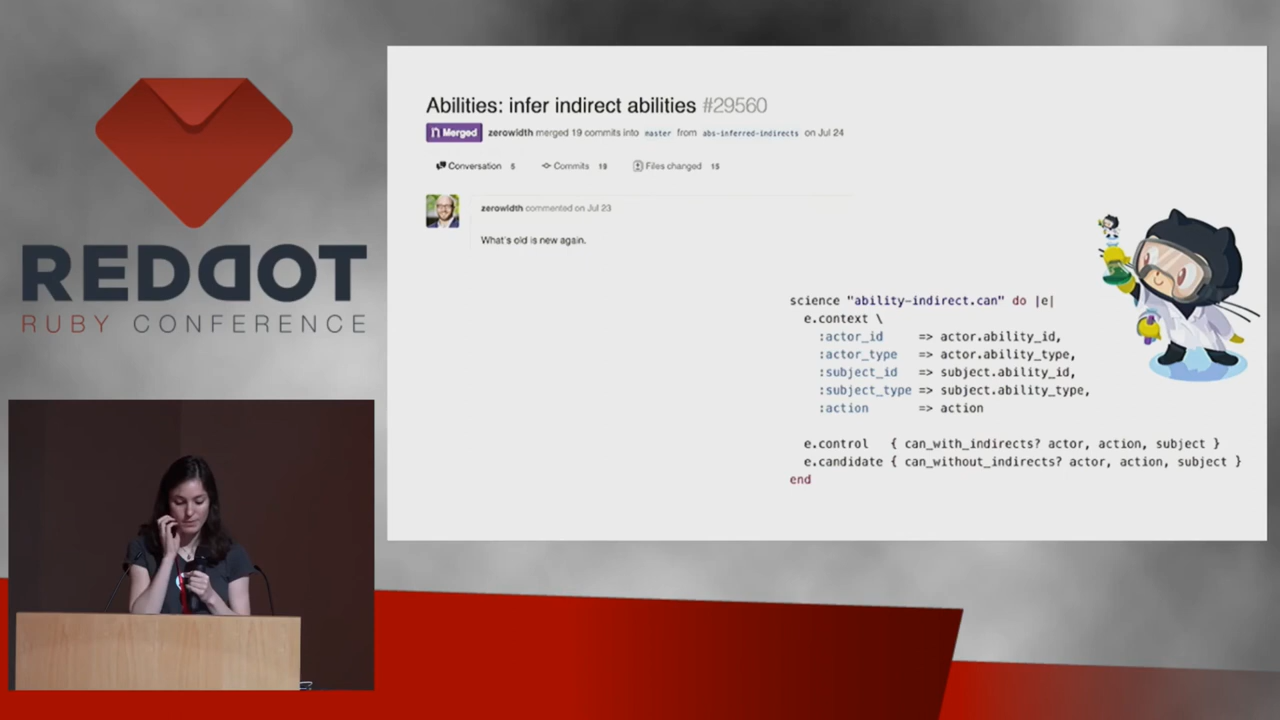 REDDOT
RUBY CONFERENCE
Abilities: infer indirect abilities #29560
Merged zerowidth merged 19 commits into master from abs-inferred-indirects on Jul 24
Conversation 5 Commits 19 Files changed 15
zerowidth commented on Jul 23
What's old is new again.
science "ability-indirect.can" do |e|
e.context \
:actor_id => actor.ability_id,
:actor_type => actor.ability_type,
:subject_id => subject.ability_id,
:subject_type => subject.ability_type,
:action => action
e.control { can_with_indirects? actor, action, subject }
e.candidate { can_without_indirects? actor, action, subject }
end